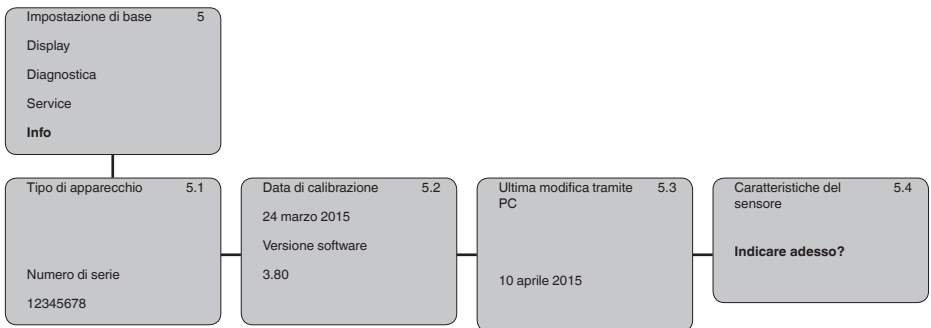 Impostazione di base 5
Display
Diagnostica
Service
Info
Tipo di apparecchio 5.1
Numero di serie
12345678
Data di calibrazione 5.2
24 marzo 2015
Versione software
3.80
Ultima modifica tramite 5.3
PC
10 aprile 2015
Caratteristiche del 5.4
sensore
Indicare adesso?